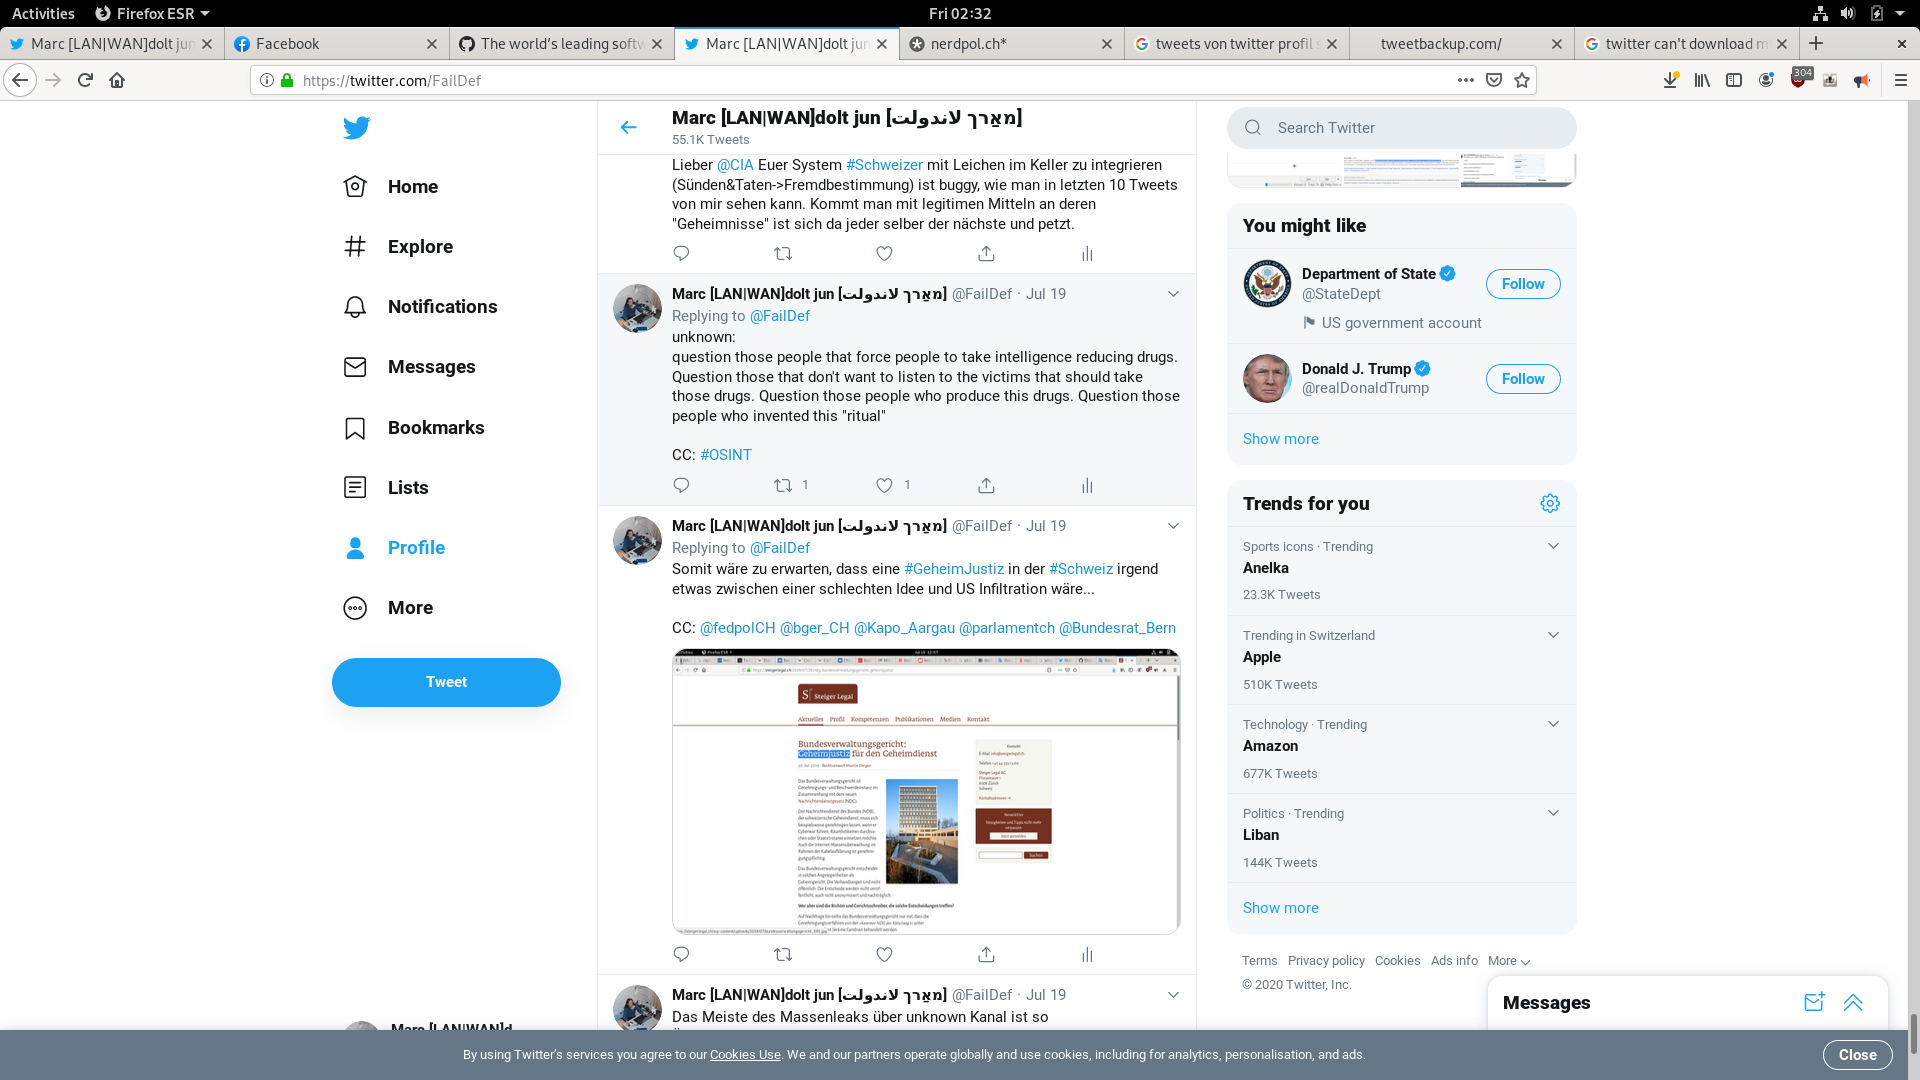 Activities Firefox ESR Fri 02:32
Marc [LAN|WAN]dolt jun
Facebook
The world's leading softw
Marc [LAN|WAN]dolt jun
nerdpol.ch*
tweets von twitter profil s
tweetbackup.com/
twitter can't download m
https://twitter.com/FailDef
304
Home
Explore
Notifications
Messages
Bookmarks
Lists
Profile
More
Tweet
Marc [LAN|WAN]d
Marc [LAN|WAN]dolt jun [מאַרך לאנדולת]
55.1K Tweets
Lieber @CIA Euer System #Schweizer mit Leichen im Keller zu integrieren
(Sünden&Taten->Fremdbestimmung) ist buggy, wie man in letzten 10 Tweets
von mir sehen kann. Kommt man mit legitimen Mitteln an deren
"Geheimnisse" ist sich da jeder selber der nächste und petzt.
Marc [LAN|WAN]dolt jun [מאַרך לאנדולת] @FailDef · Jul 19
Replying to @FailDef
unknown:
question those people that force people to take intelligence reducing drugs.
Question those that don't want to listen to the victims that should take
those drugs. Question those people who produce this drugs. Question those
people who invented this "ritual"
CC: #OSINT
1 1
Marc [LAN|WAN]dolt jun [מאַרך לאנדולת] @FailDef · Jul 19
Replying to @FailDef
Somit wäre zu erwarten, dass eine #GeheimJustiz in der #Schweiz irgend
etwas zwischen einer schlechten Idee und US Infiltration wäre...
CC: @fedpolCH @bger_CH @Kapo_Aargau @parlamentch @Bundesrat_Bern
Steiger Legal
Aktuelles Profil Kompetenzen Publikationen Medien Kontakt
Bundesverwaltungsgericht:
Geheimjustiz für den Geheimdienst
Marc [LAN|WAN]dolt jun [מאַרך לאנדולת] @FailDef · Jul 19
Das Meiste des Massenleaks über unknown Kanal ist so
Search Twitter
You might like
Department of State
@StateDept
US government account
Follow
Donald J. Trump
@realDonaldTrump
Follow
Show more
Trends for you
Sports icons · Trending
Anelka
23.3K Tweets
Trending in Switzerland
Apple
510K Tweets
Technology · Trending
Amazon
677K Tweets
Politics · Trending
Liban
144K Tweets
Show more
Terms Privacy policy Cookies Ads info More
© 2020 Twitter, Inc.
Messages
By using Twitter's services you agree to our Cookies Use. We and our partners operate globally and use cookies, including for analytics, personalisation, and ads.
Close